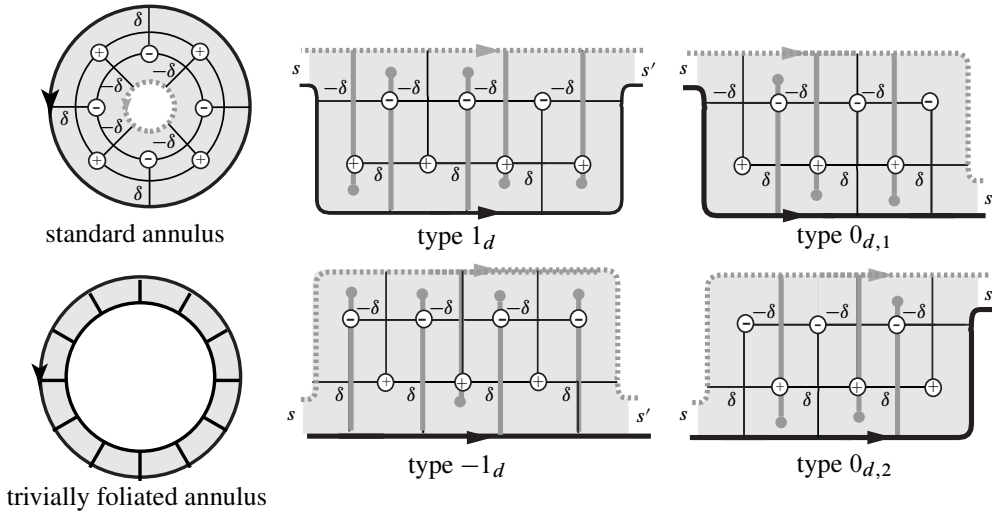 δ
−δ
−δ −δ
δ
−δ −δ
δ
standard annulus
s s′
−δ −δ −δ
δ δ δ
type 1_d
s
−δ −δ −δ
δ δ δ
s
type 0_{d,1}
trivially foliated annulus
−δ −δ −δ
δ δ δ δ
s s′
type −1_d
s
−δ −δ −δ
δ δ δ
s
type 0_{d,2}